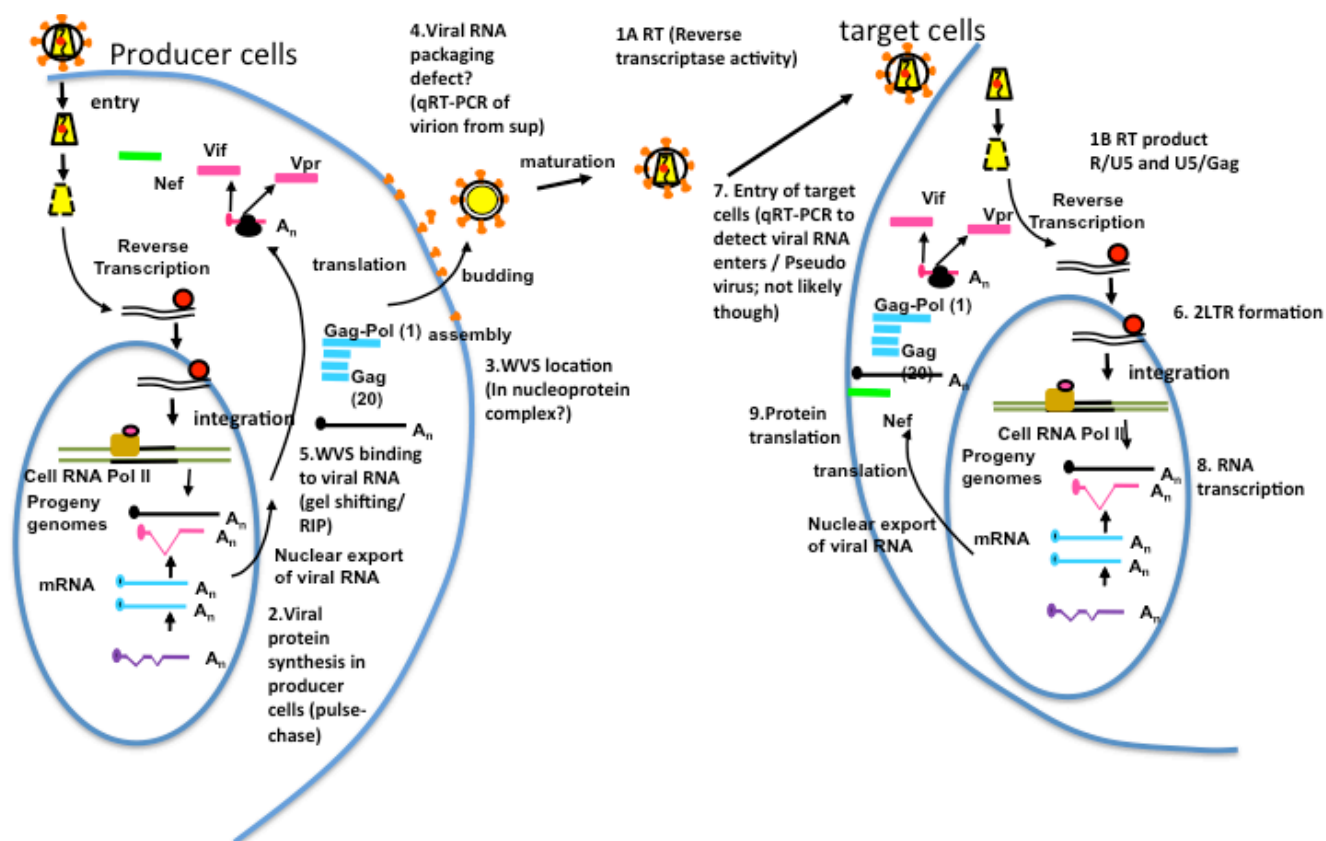 Producer cells
entry
Vif
Vpr
Nef
An
Reverse
Transcription
translation
budding
Gag-Pol (1)
assembly
Gag
(20)
An
integration
Cell RNA Pol II
Progeny
genomes
An
An
mRNA
An
An
An
Nuclear export
of viral RNA
5.WVS binding
to viral RNA
(gel shifting/
RIP)
2.Viral
protein
synthesis in
producer
cells (pulse-
chase)
3.WVS location
(In nucleoprotein
complex?)
4.Viral RNA
packaging
defect?
(qRT-PCR of
virion from sup)
maturation
1A RT (Reverse
transcriptase activity)
7. Entry of target
cells (qRT-PCR to
detect viral RNA
enters / Pseudo
virus; not likely
though)
target cells
1B RT product
R/U5 and U5/Gag
Vif
Vpr
An
Reverse
Transcription
Gag-Pol (1)
Gag
(20)
An
Nef
6. 2LTR formation
integration
9.Protein
translation
translation
Cell RNA Pol II
Progeny
genomes
An
An
8. RNA
transcription
Nuclear export
of viral RNA
mRNA
An
An
An